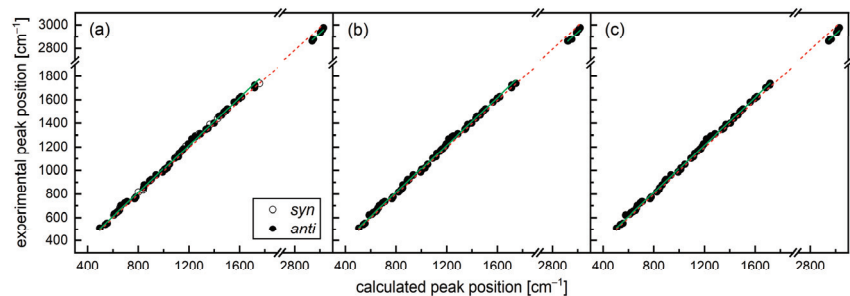 3000
2800
1800
1600
1400
1200
1000
800
600
400
experimental peak position [cm⁻¹]
(a)
(b)
(c)
syn
anti
400 800 1200 1600 2800
400 800 1200 1600 2800
400 800 1200 1600 2800
calculated peak position [cm⁻¹]